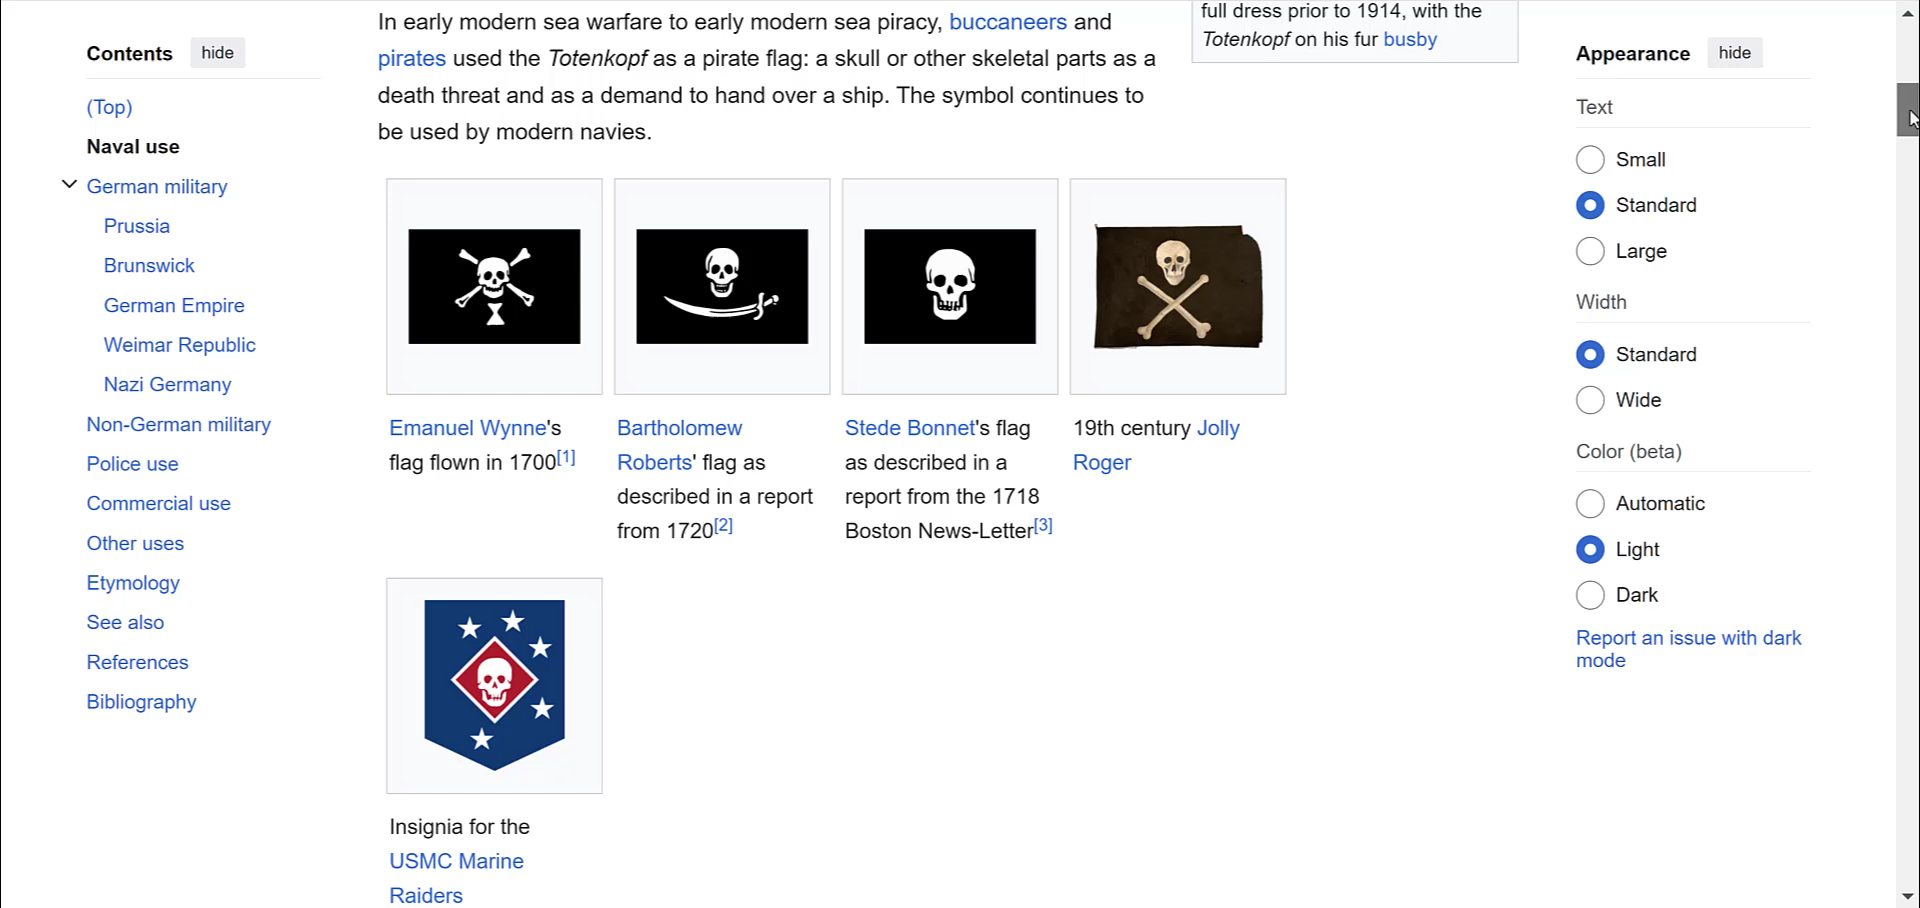 Contents hide
(Top)
Naval use
German military
Prussia
Brunswick
German Empire
Weimar Republic
Nazi Germany
Non-German military
Police use
Commercial use
Other uses
Etymology
See also
References
Bibliography
In early modern sea warfare to early modern sea piracy, buccaneers and
pirates used the Totenkopf as a pirate flag: a skull or other skeletal parts as a
death threat and as a demand to hand over a ship. The symbol continues to
be used by modern navies.
full dress prior to 1914, with the
Totenkopf on his fur busby
Emanuel Wynne's
flag flown in 1700[1]
Bartholomew
Roberts' flag as
described in a report
from 1720[2]
Stede Bonnet's flag
as described in a
report from the 1718
Boston News-Letter[3]
19th century Jolly
Roger
Insignia for the
USMC Marine
Raiders
Appearance hide
Text
Small
Standard
Large
Width
Standard
Wide
Color (beta)
Automatic
Light
Dark
Report an issue with dark
mode